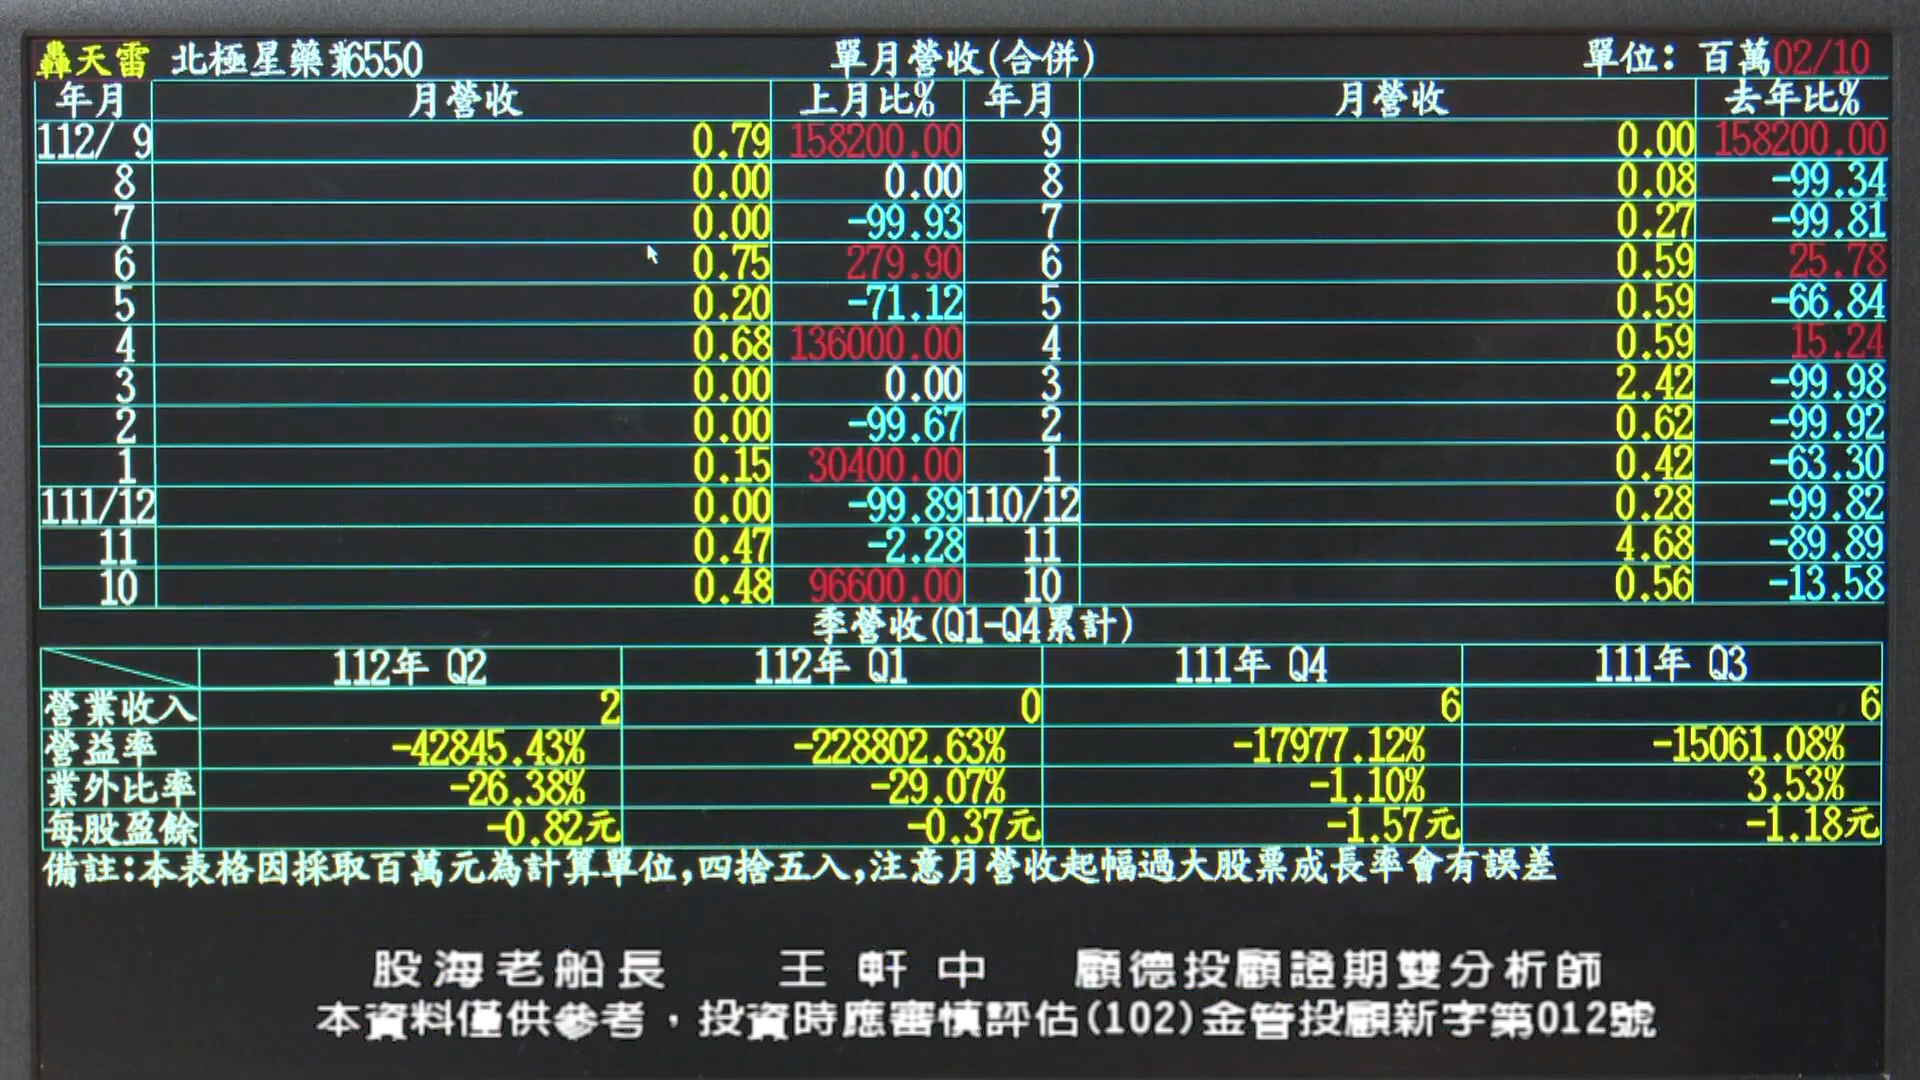 轟天雷 北極星藥業6550 單月營收(合併) 單位: 百萬02/10
年月 月營收 上月比% 年月 月營收 去年比%
112/ 9 0.79 158200.00 9 0.00 158200.00
8 0.00 0.00 8 0.08 -99.34
7 0.00 -99.93 7 0.27 -99.81
6 0.75 279.90 6 0.59 25.78
5 0.20 -71.12 5 0.59 -66.84
4 0.68 136000.00 4 0.59 15.24
3 0.00 0.00 3 2.42 -99.98
2 0.00 -99.67 2 0.62 -99.92
1 0.15 30400.00 1 0.42 -63.30
111/12 0.00 -99.89 110/12 0.28 -99.82
11 0.47 -2.28 11 4.68 -89.89
10 0.48 96600.00 10 0.56 -13.58
季營收(Q1-Q4累計)
112年 Q2 112年 Q1 111年 Q4 111年 Q3
營業收入 2 0 6 6
營益率 -42845.43% -228802.63% -17977.12% -15061.08%
業外比率 -26.38% -29.07% -1.10% 3.53%
每股盈餘 -0.82元 -0.37元 -1.57元 -1.18元
備註:本表格因採取百萬元為計算單位,四捨五入,注意月營收起幅過大股票成長率會有誤差
股海老船長 王軒中 顧德投顧證期雙分析師
本資料僅供參考，投資時應審慎評估(102)金管投顧新字第012號